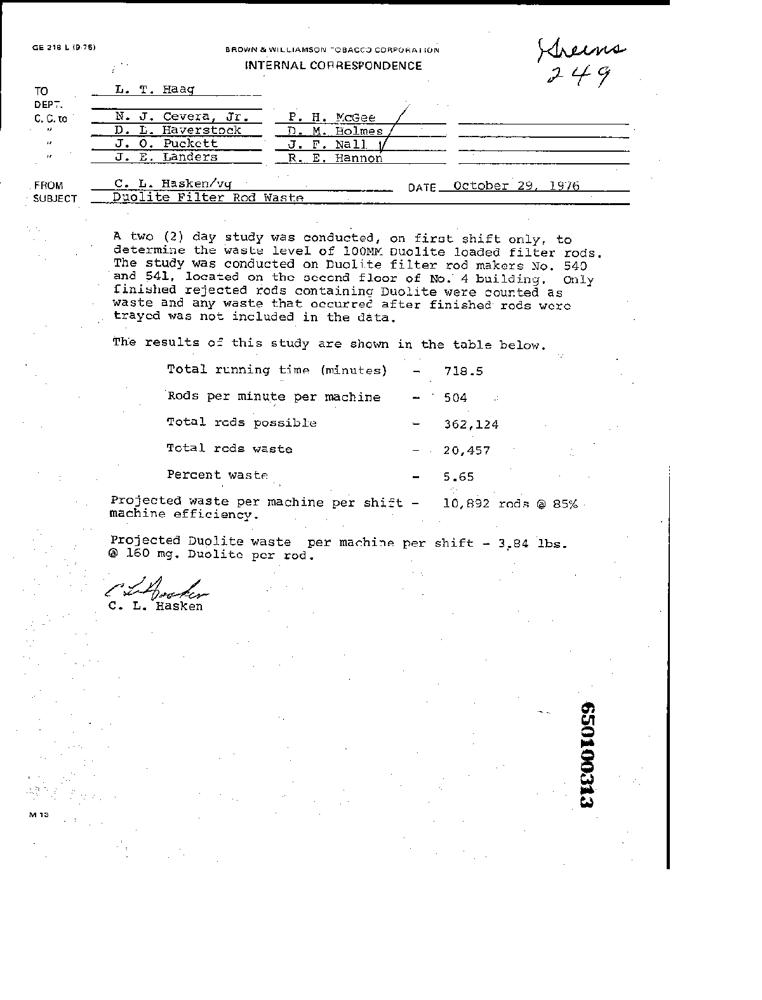 GE 218 L (9-76)
BROWN & WILLIAMSON TOBACCO CORPORATION
INTERNAL CORRESPONDENCE
249
TO L. T. Haag
DEPT.
C. C. to N. J. Cevera, Jr. P. H. McGee
" D. L. Haverstock D. M. Holmes
" J. O. Puckett J. F. Nall
" J. E. Landers R. E. Hannon
FROM C. L. Hasken/vg DATE October 29, 1976
SUBJECT Duolite Filter Rod Waste
A two (2) day study was conducted, on first shift only, to
determine the waste level of 100MM Duolite loaded filter rods.
The study was conducted on Duolite filter rod makers No. 540
and 541, located on the second floor of No. 4 building. Only
finished rejected rods containing Duolite were counted as
waste and any waste that occurred after finished rods were
trayed was not included in the data.
The results of this study are shown in the table below.
Total running time (minutes) - 718.5
Rods per minute per machine - 504
Total rods possible - 362,124
Total rods waste - 20,457
Percent waste - 5.65
Projected waste per machine per shift - 10,892 rods @ 85%
machine efficiency.
Projected Duolite waste per machine per shift - 3.84 lbs.
@ 160 mg. Duolite per rod.
C. L. Hasken
650100313
M 13